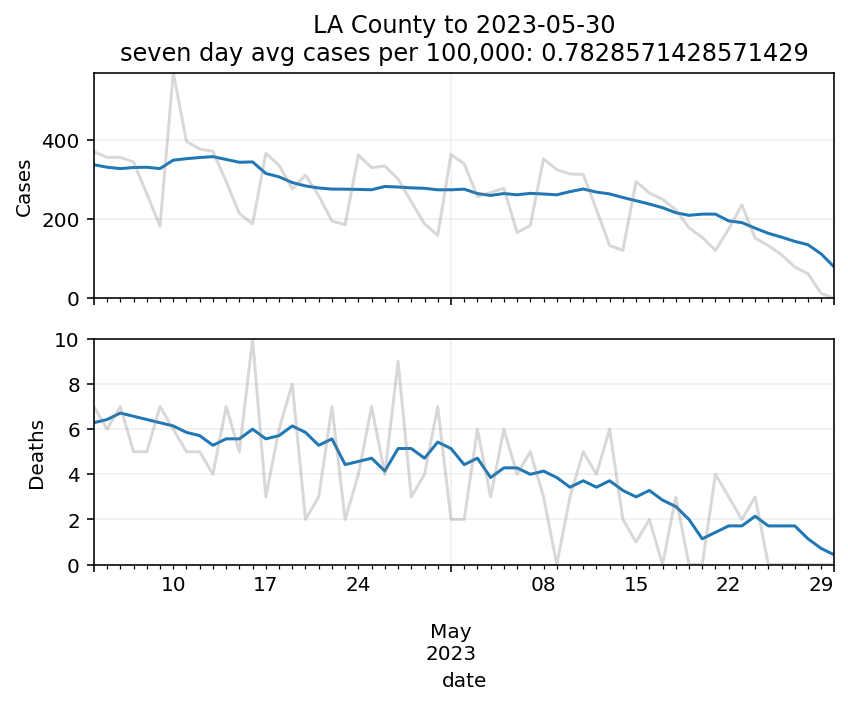 LA County to 2023-05-30
seven day avg cases per 100,000: 0.7828571428571429
Cases
400
200
0
Deaths
10
8
6
4
2
0
10 17 24 08 15 22 29
May
2023
date